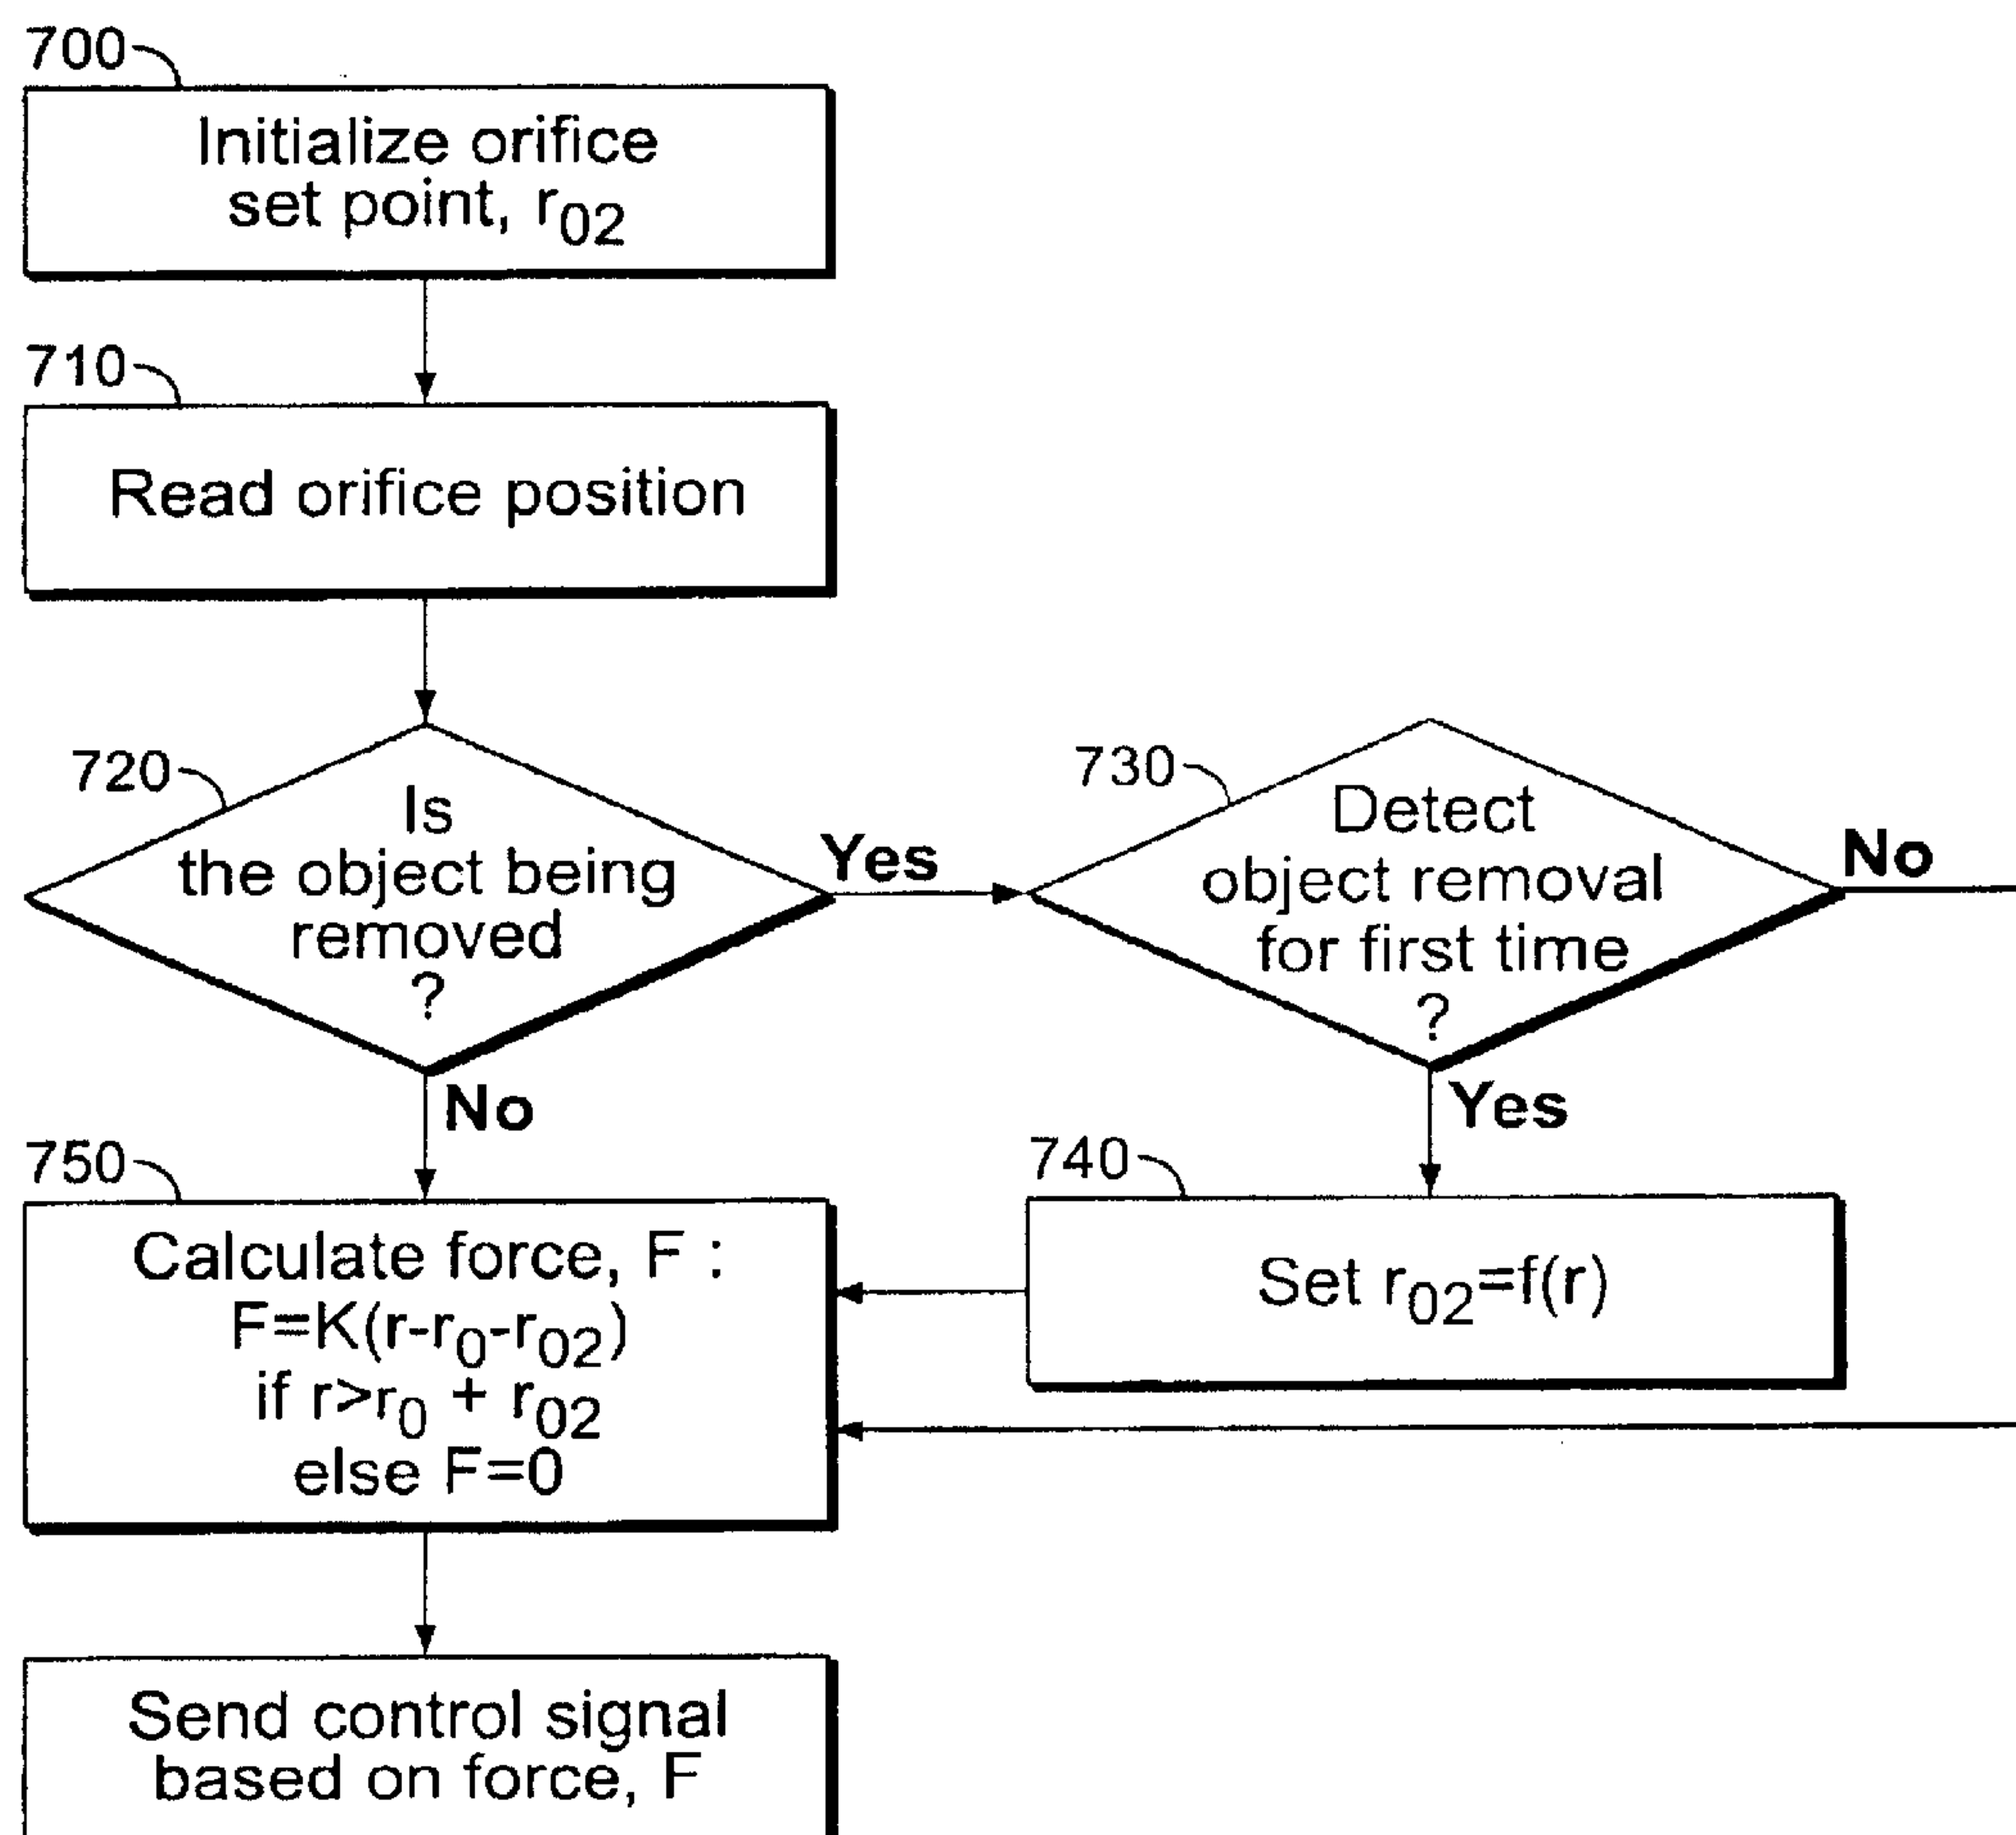 700
Initialize orifice
set point, r02
710
Read orifice position
720
Is
the object being
removed
?
Yes
No
730
Detect
object removal
for first time
?
No
Yes
740
Set r02=f(r)
750
Calculate force, F :
F=K(r-r0-r02)
if r>r0 + r02
else F=0
Send control signal
based on force, F